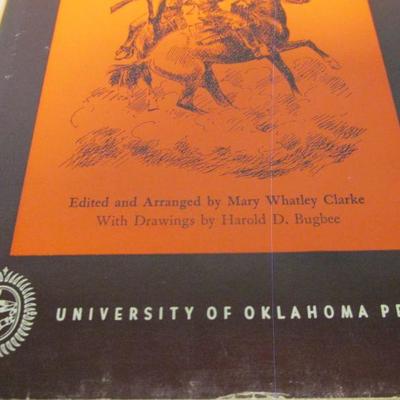 Edited and Arranged by Mary Whatley Clarke
With Drawings by Harold D. Bugbee
UNIVERSITY OF OKLAHOMA PR